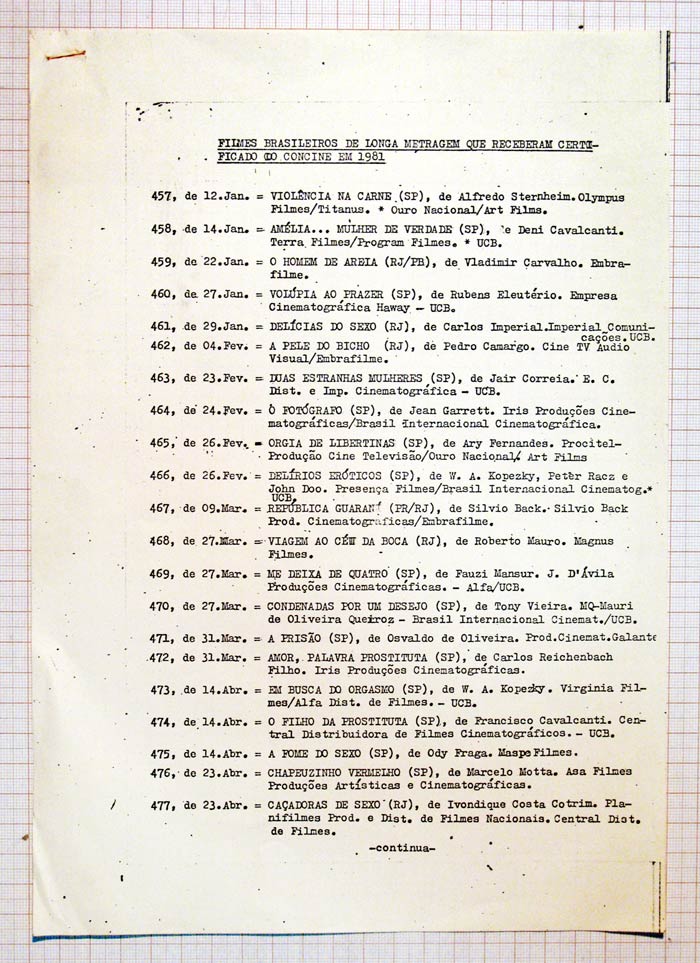 FILMES BRASILEIROS DE LONGA METRAGEM QUE RECEBERAM CERTI-
FICADO DO CONCINE EM 1981
457, de 12.Jan. = VIOLÊNCIA NA CARNE (SP), de Alfredo Sternheim. Olympus
Filmes/Titanus. * Ouro Nacional/Art Films.
458, de 14.Jan. = AMÉLIA... MULHER DE VERDADE (SP), de Deni Cavalcanti.
Terra Filmes/Program Filmes. * UCB.
459, de 22.Jan. = O HOMEM DE AREIA (RJ/PB), de Vladimir Carvalho. Embra-
filme.
460, de 27.Jan. = VOLÚPIA AO PRAZER (SP), de Rubens Eleutério. Empresa
Cinematográfica Haway - UCB.
461, de 29.Jan. = DELÍCIAS DO SEXO (RJ), de Carlos Imperial. Imperial Comuni-
cações. UCB.
462, de 04.Fev. = A PELE DO BICHO (RJ), de Pedro Camargo. Cine TV Áudio
Visual/Embrafilme.
463, de 23.Fev. = DUAS ESTRANHAS MULHERES (SP), de Jair Correia. E. C.
Dist. e Imp. Cinematográfica - UCB.
464, de 24.Fev. = O FOTÓGRAFO (SP), de Jean Garrett. Iris Produções Cine-
matográficas/Brasil Internacional Cinematográfica.
465, de 26.Fev. = ORGIA DE LIBERTINAS (SP), de Ary Fernandes. Procitel-
Produção Cine Televisão/Ouro Nacional/ Art Films
466, de 26.Fev. = DELÍRIOS ERÓTICOS (SP), de W. A. Kopezky, Peter Racz e
John Doo. Presença Filmes/Brasil Internacional Cinematog.*
UCB.
467, de 09.Mar. = REPÚBLICA GUARANÍ (PR/RJ), de Silvio Back. Silvio Back
Prod. Cinematográficas/Embrafilme.
468, de 27.Mar. = VIAGEM AO CÉU DA BOCA (RJ), de Roberto Mauro. Magnus
Filmes.
469, de 27.Mar. = ME DEIXA DE QUATRO (SP), de Fauzi Mansur. J. D'Ávila
Produções Cinematográficas. - Alfa/UCB.
470, de 27.Mar. = CONDENADAS POR UM DESEJO (SP), de Tony Vieira. MQ-Mauri
de Oliveira Queiroz - Brasil Internacional Cinemat./UCB.
471, de 31.Mar. = A PRISÃO (SP), de Osvaldo de Oliveira. Prod.Cinemat.Galante
472, de 31.Mar. = AMOR, PALAVRA PROSTITUTA (SP), de Carlos Reichenbach
Filho. Iris Produções Cinematográficas.
473, de 14.Abr. = EM BUSCA DO ORGASMO (SP), de W. A. Kopezky. Virginia Fil-
mes/Alfa Dist. de Filmes. - UCB.
474, de 14.Abr. = O FILHO DA PROSTITUTA (SP), de Francisco Cavalcanti. Cen-
tral Distribuidora de Filmes Cinematográficos. - UCB.
475, de 14.Abr. = A FOME DO SEXO (SP), de Ody Fraga. Maspe Filmes.
476, de 23.Abr. = CHAPEUZINHO VERMELHO (SP), de Marcelo Motta. Asa Filmes
Produções Artísticas e Cinematográficas.
477, de 23.Abr. = CAÇADORAS DE SEXO (RJ), de Ivondique Costa Cotrim. Pla-
nifilmes Prod. e Dist. de Filmes Nacionais. Central Dist.
de Filmes.
-continua-